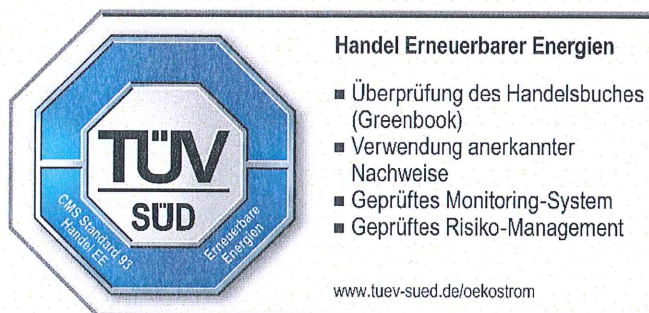 TÜV
SÜD
CMS Standard 93
Handel EE
Erneuerbare
Energien
Handel Erneuerbarer Energien
■ Überprüfung des Handelsbuches
(Greenbook)
■ Verwendung anerkannter
Nachweise
■ Geprüftes Monitoring-System
■ Geprüftes Risiko-Management
www.tuev-sued.de/oekostrom